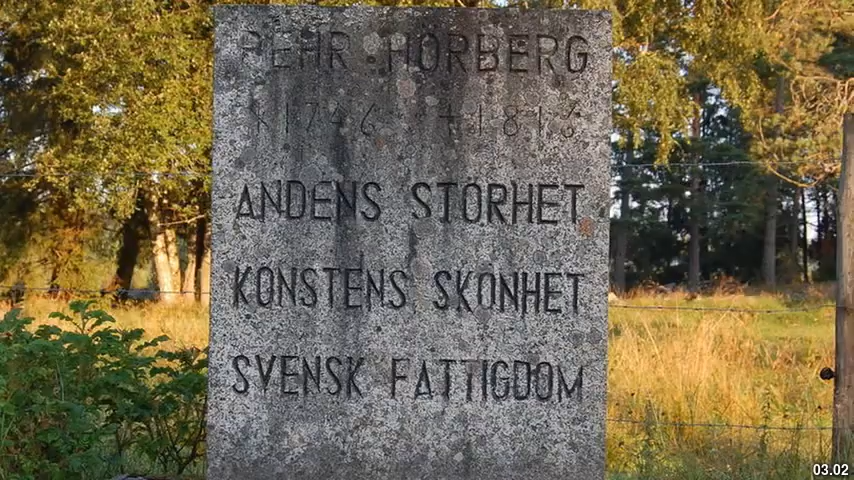 PEHR HÖRBERG
*1746 †1816
ANDENS STORHET
KONSTENS SKÖNHET
SVENSK FATTIGDOM
03.02